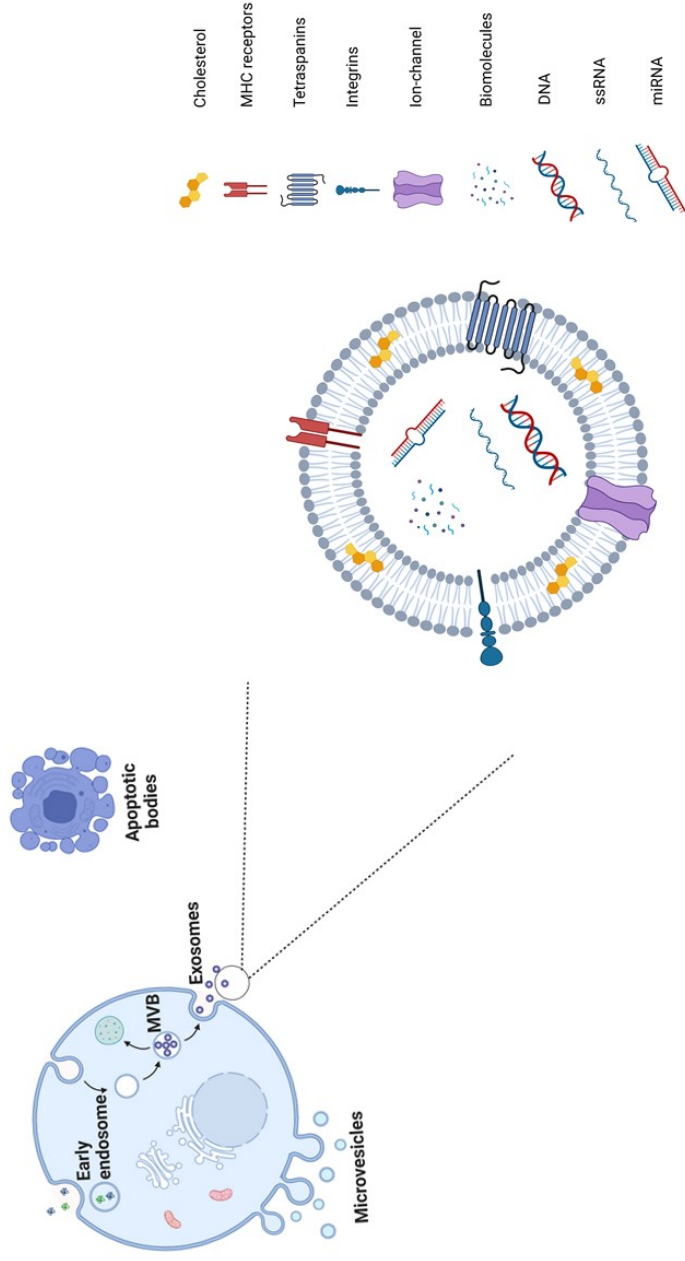 Early
endosome
MVB
Exosomes
Microvesicles
Apoptotic
bodies
Cholesterol
MHC receptors
Tetraspanins
Integrins
Ion-channel
Biomolecules
DNA
ssRNA
miRNA